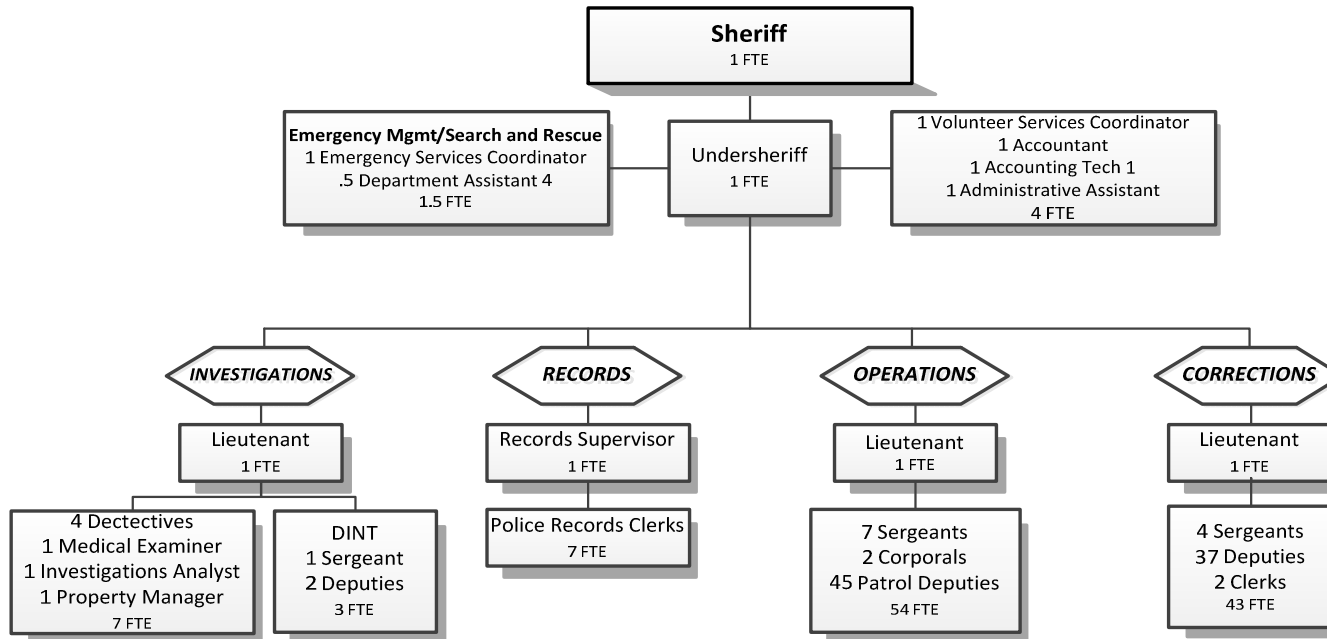 Sheriff
1 FTE
Emergency Mgmt/Search and Rescue
1 Emergency Services Coordinator
.5 Department Assistant 4
1.5 FTE
Undersheriff
1 FTE
1 Volunteer Services Coordinator
1 Accountant
1 Accounting Tech 1
1 Administrative Assistant
4 FTE
INVESTIGATIONS
Lieutenant
1 FTE
4 Dectectives
1 Medical Examiner
1 Investigations Analyst
1 Property Manager
7 FTE
DINT
1 Sergeant
2 Deputies
3 FTE
RECORDS
Records Supervisor
1 FTE
Police Records Clerks
7 FTE
OPERATIONS
Lieutenant
1 FTE
7 Sergeants
2 Corporals
45 Patrol Deputies
54 FTE
CORRECTIONS
Lieutenant
1 FTE
4 Sergeants
37 Deputies
2 Clerks
43 FTE